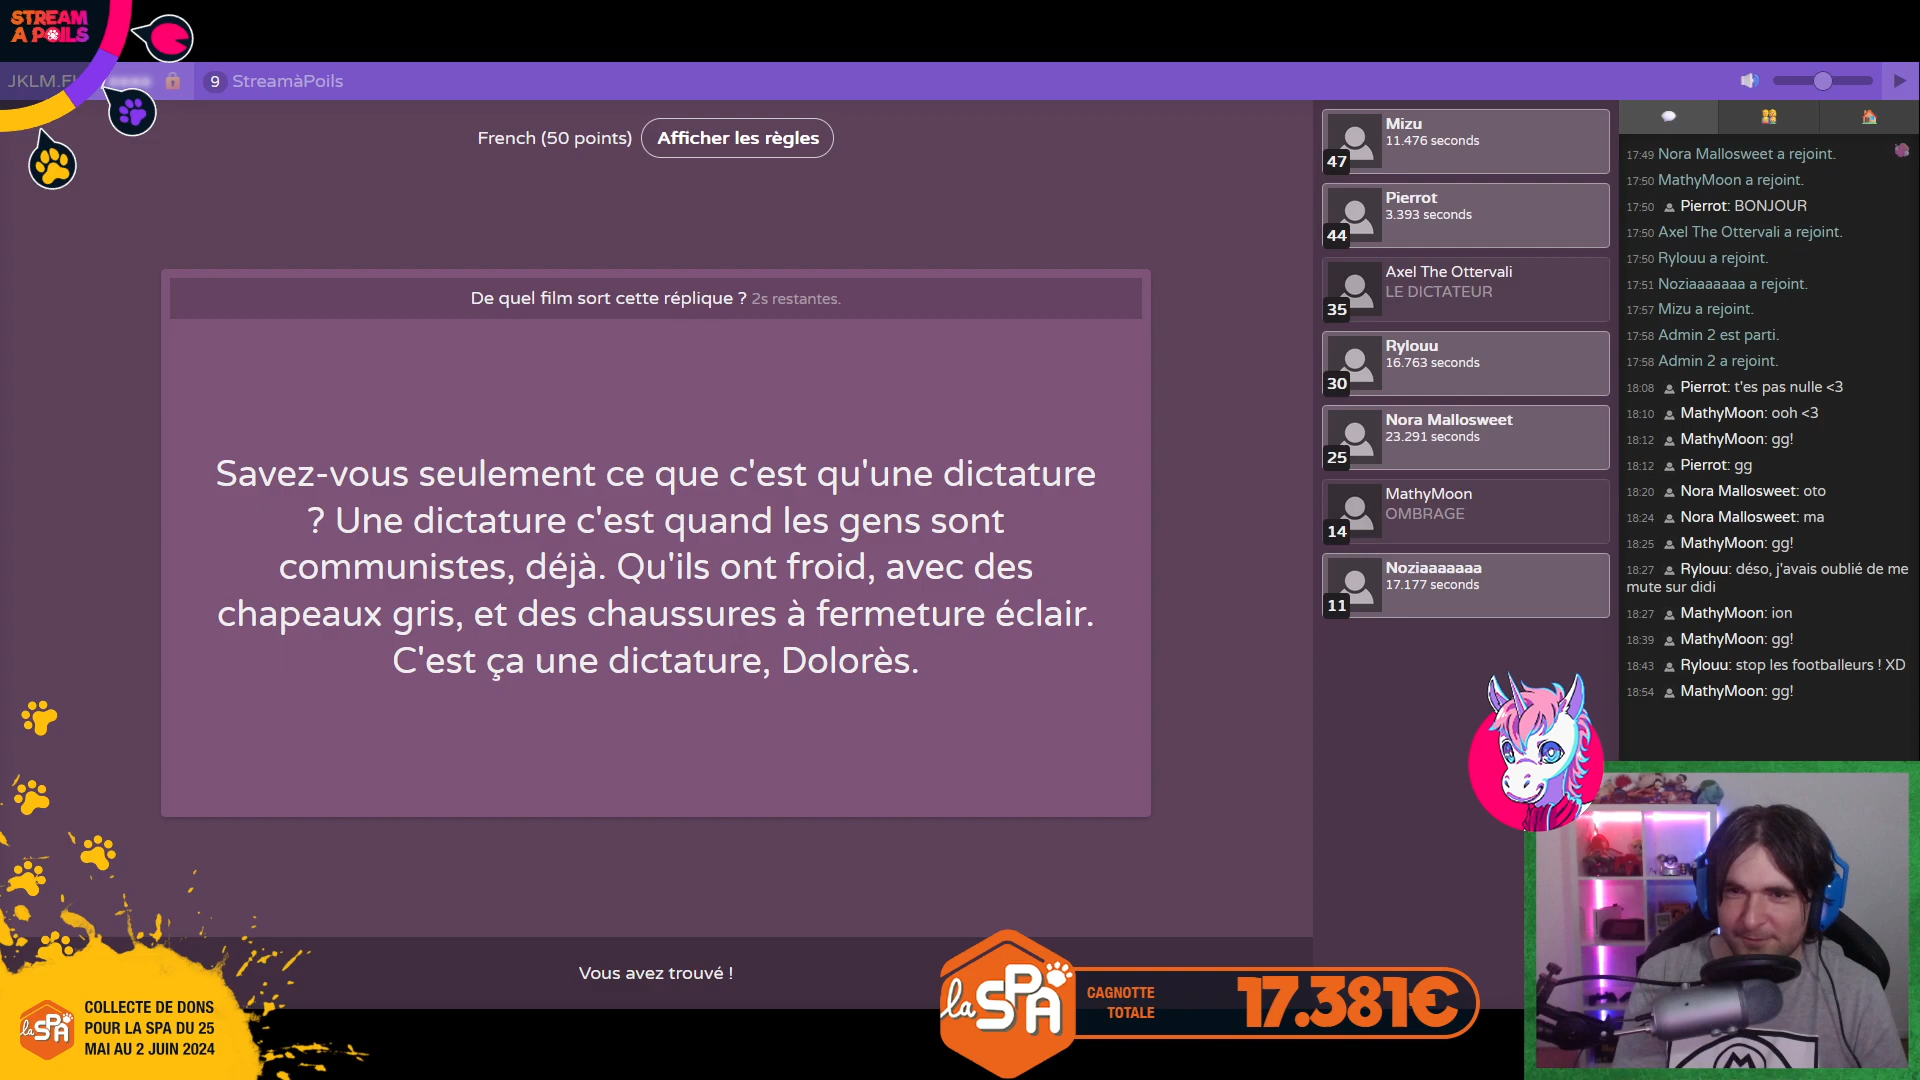 STREAM
A POILS
JKLM.F
9 StreamàPoils
French (50 points) Afficher les règles
De quel film sort cette réplique ? 2s restantes.
Savez-vous seulement ce que c'est qu'une dictature
? Une dictature c'est quand les gens sont
communistes, déjà. Qu'ils ont froid, avec des
chapeaux gris, et des chaussures à fermeture éclair.
C'est ça une dictature, Dolorès.
Vous avez trouvé !
Mizu
11.476 seconds
47
Pierrot
3.393 seconds
44
Axel The Ottervali
LE DICTATEUR
35
Rylouu
16.763 seconds
30
Nora Mallosweet
23.291 seconds
25
MathyMoon
OMBRAGE
14
Noziaaaaaaa
17.177 seconds
11
17:49 Nora Mallosweet a rejoint.
17:50 MathyMoon a rejoint.
17:50 Pierrot: BONJOUR
17:50 Axel The Ottervali a rejoint.
17:50 Rylouu a rejoint.
17:51 Noziaaaaaaa a rejoint.
17:57 Mizu a rejoint.
17:58 Admin 2 est parti.
17:58 Admin 2 a rejoint.
18:08 Pierrot: t'es pas nulle <3
18:10 MathyMoon: ooh <3
18:12 MathyMoon: gg!
18:12 Pierrot: gg
18:20 Nora Mallosweet: oto
18:24 Nora Mallosweet: ma
18:25 MathyMoon: gg!
18:27 Rylouu: déso, j'avais oublié de me
mute sur didi
18:27 MathyMoon: ion
18:39 MathyMoon: gg!
18:43 Rylouu: stop les footballeurs ! XD
18:54 MathyMoon: gg!
la SPA
COLLECTE DE DONS
POUR LA SPA DU 25
MAI AU 2 JUIN 2024
la SPA
CAGNOTTE
TOTALE
17.381€
M